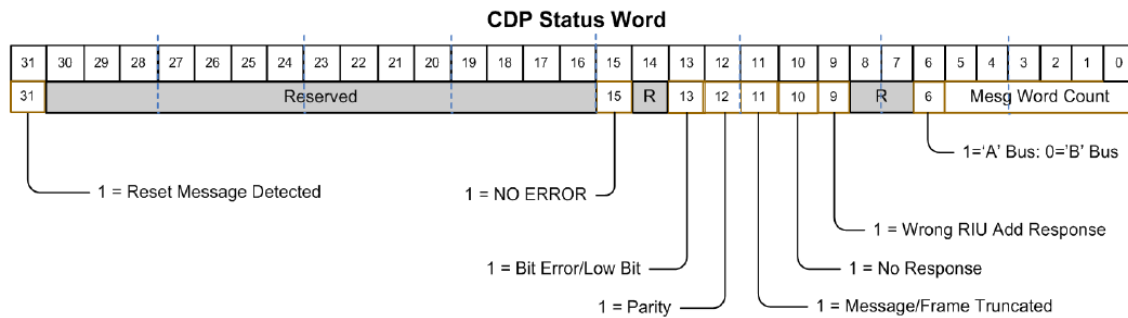 CDP Status Word
31 30 29 28 27 26 25 24 23 22 21 20 19 18 17 16 15 14 13 12 11 10 9 8 7 6 5 4 3 2 1 0
31 Reserved 15 R 13 12 11 10 9 R 6 Mesg Word Count
1='A' Bus: 0='B' Bus
1 = Reset Message Detected
1 = NO ERROR
1 = Wrong RIU Add Response
1 = Bit Error/Low Bit
1 = No Response
1 = Parity
1 = Message/Frame Truncated